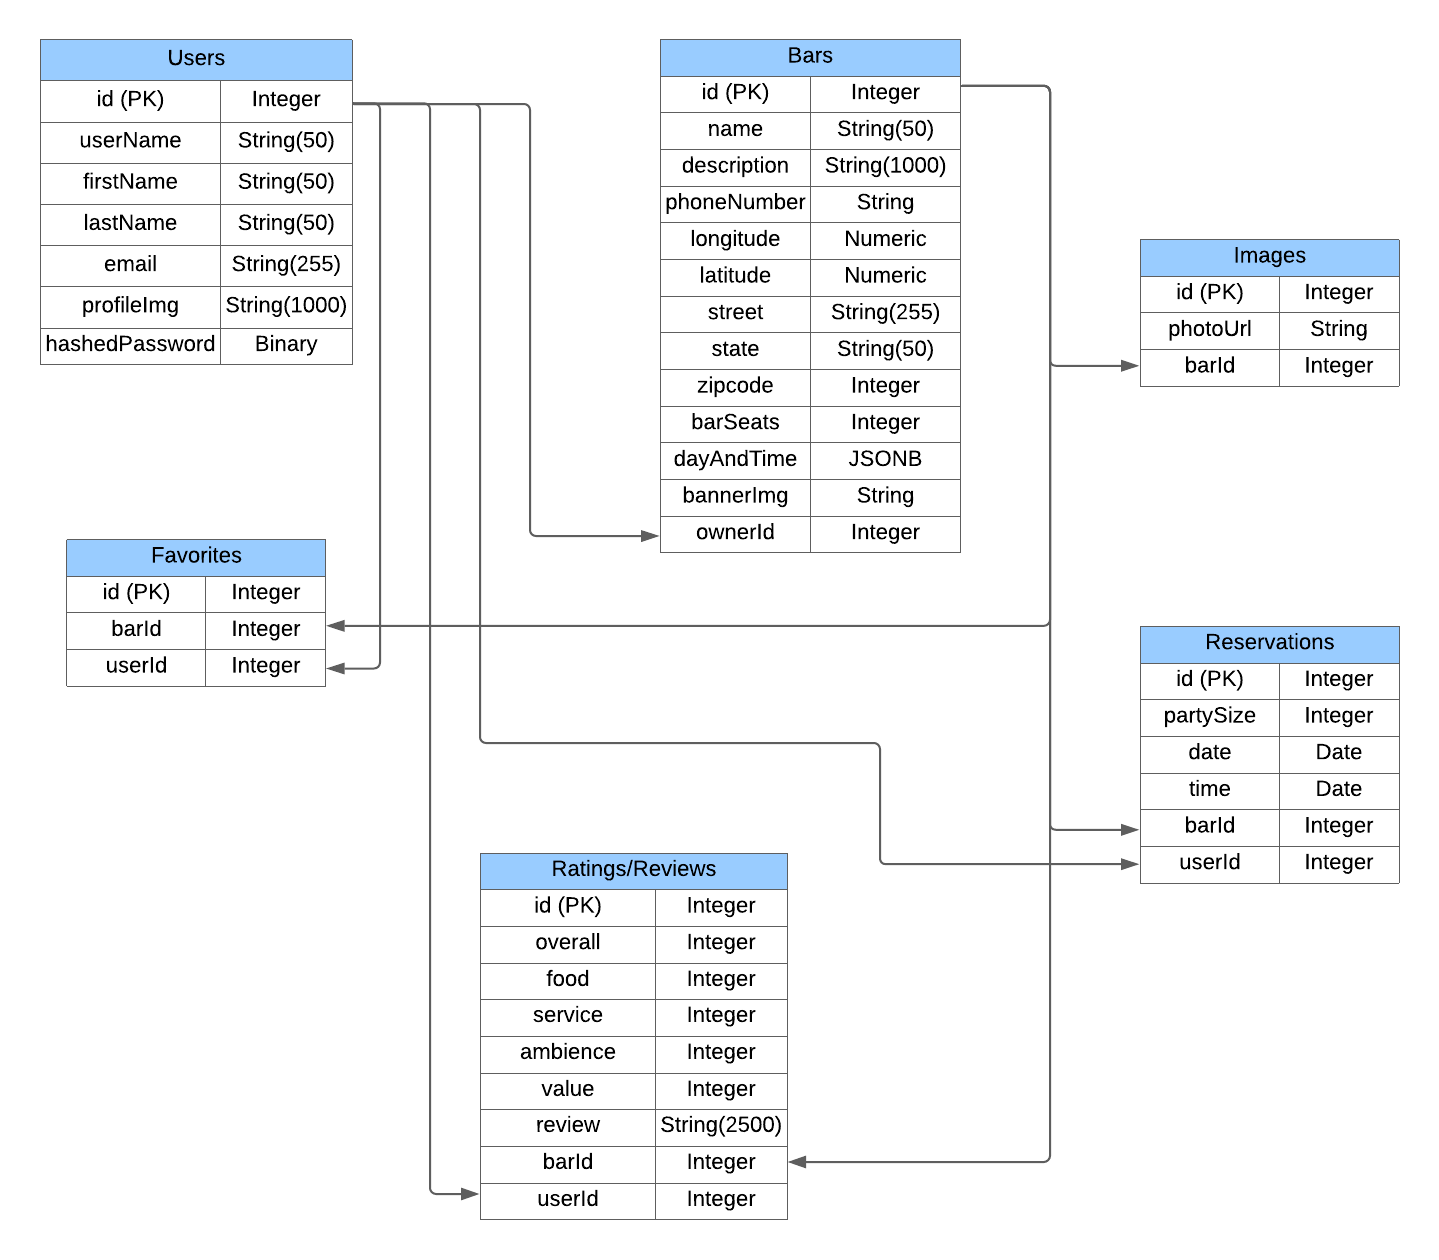 Users
id (PK) Integer
userName String(50)
firstName String(50)
lastName String(50)
email String(255)
profileImg String(1000)
hashedPassword Binary
Bars
id (PK) Integer
name String(50)
description String(1000)
phoneNumber String
longitude Numeric
latitude Numeric
street String(255)
state String(50)
zipcode Integer
barSeats Integer
dayAndTime JSONB
bannerImg String
ownerId Integer
Images
id (PK) Integer
photoUrl String
barId Integer
Favorites
id (PK) Integer
barId Integer
userId Integer
Reservations
id (PK) Integer
partySize Integer
date Date
time Date
barId Integer
userId Integer
Ratings/Reviews
id (PK) Integer
overall Integer
food Integer
service Integer
ambience Integer
value Integer
review String(2500)
barId Integer
userId Integer